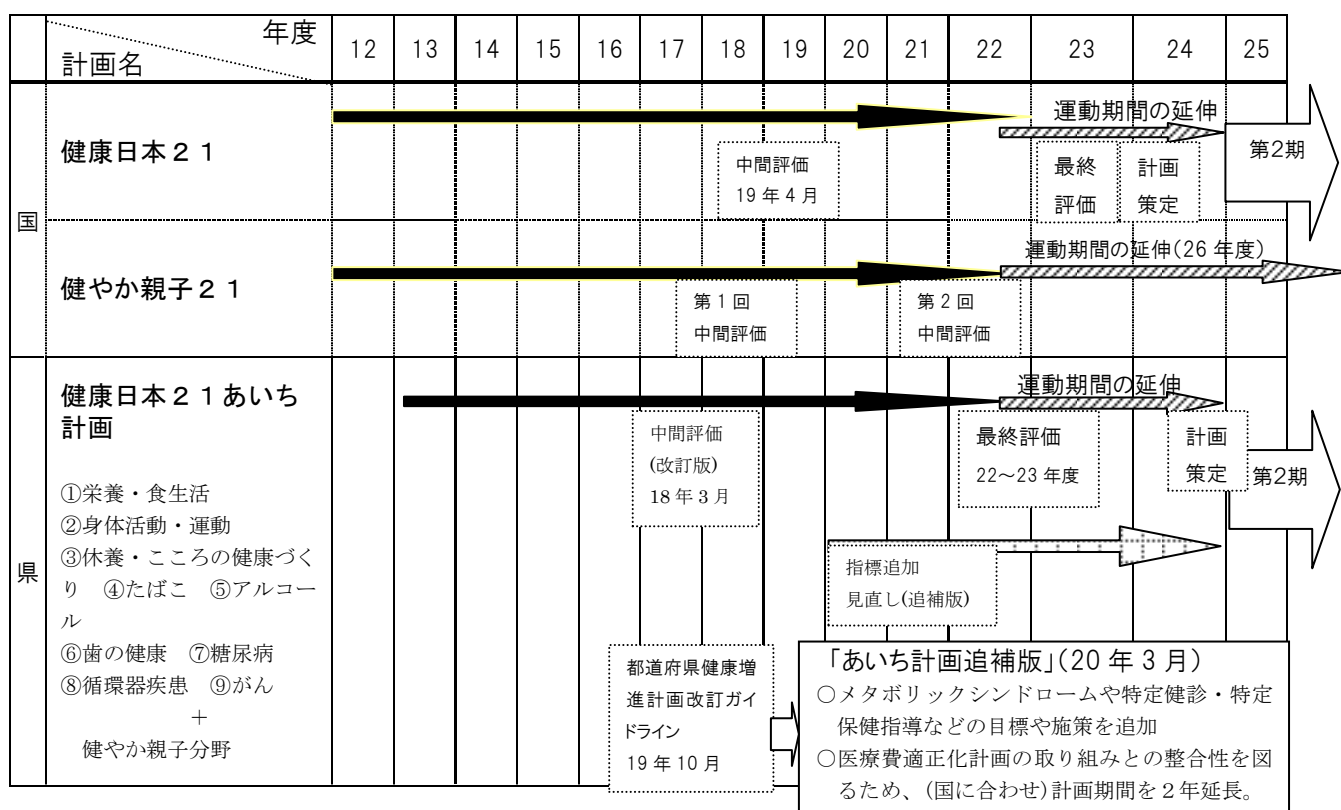 年度
計画名
12 13 14 15 16 17 18 19 20 21 22 23 24 25
国
健康日本２１
運動期間の延伸
第2期
中間評価
19 年 4 月
最終
評価
計画
策定
健やか親子２１
運動期間の延伸(26 年度)
第 1 回
中間評価
第 2 回
中間評価
県
健康日本２１あいち
計画
①栄養・食生活
②身体活動・運動
③休養・こころの健康づく
り　④たばこ　⑤アルコー
ル
⑥歯の健康　⑦糖尿病
⑧循環器疾患　⑨がん
＋
健やか親子分野
運動期間の延伸
中間評価
(改訂版)
18 年 3 月
最終評価
22～23 年度
計画
策定
第2期
指標追加
見直し(追補版)
都道府県健康増
進計画改訂ガイ
ドライン
19 年 10 月
「あいち計画追補版」(20 年 3 月)
○メタボリックシンドロームや特定健診・特定
保健指導などの目標や施策を追加
○医療費適正化計画の取り組みとの整合性を図
るため、(国に合わせ)計画期間を 2 年延長。